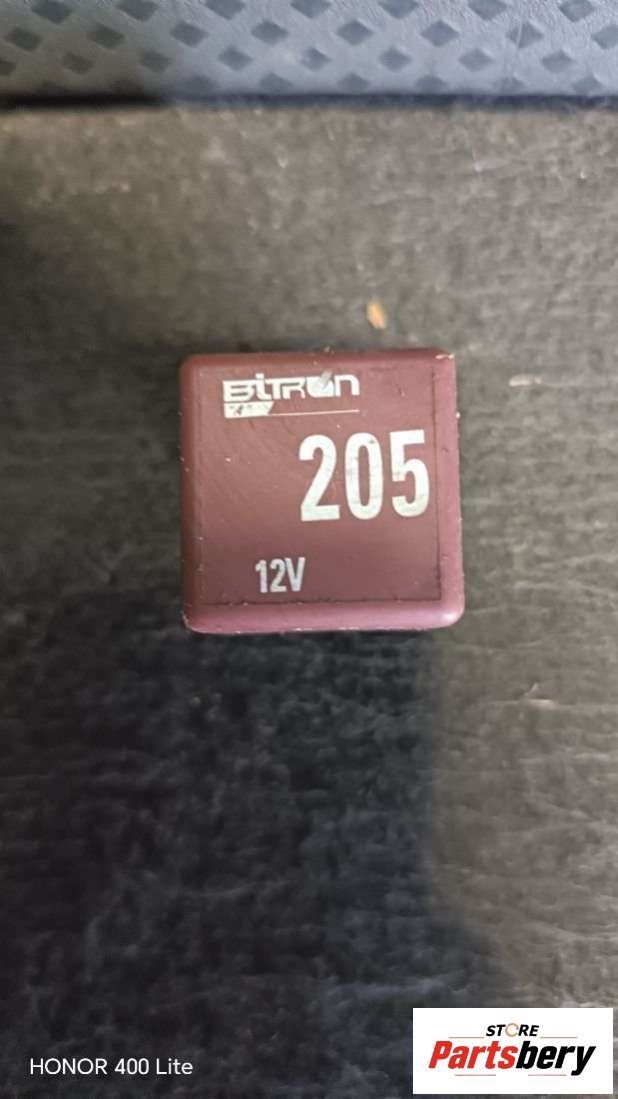 BiTRON
205
12V
HONOR 400 Lite
STORE
Partsbery